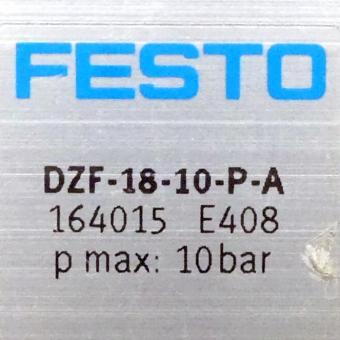 FESTO
DZF-18-10-P-A
164015 E408
p max: 10bar